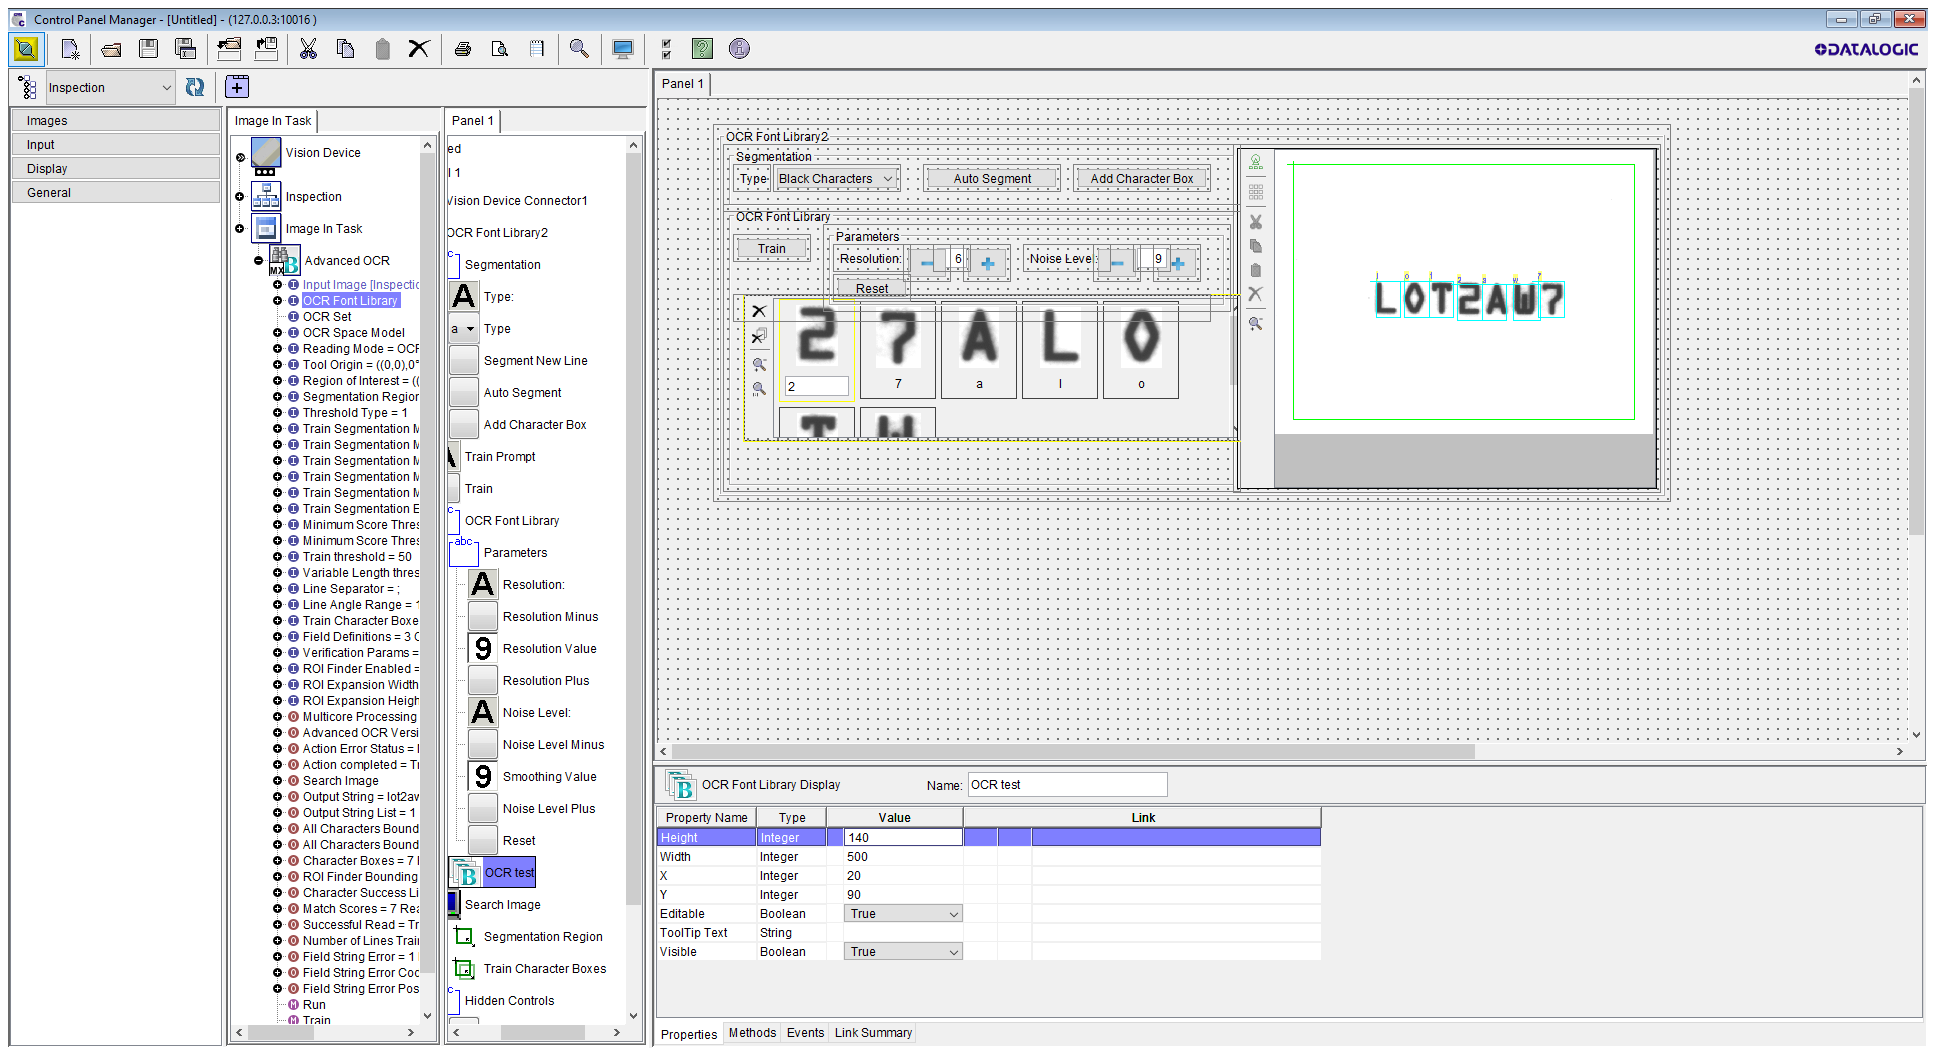 Control Panel Manager - [Untitled] - (127.0.0.3:10016 )
DATALOGIC
Inspection
Images
Input
Display
General
Image In Task
Vision Device
Inspection
Image In Task
Advanced OCR
Input Image [Inspectic
OCR Font Library
OCR Set
OCR Space Model
Reading Mode = OCF
Tool Origin = ((0,0),0°
Region of Interest = ((
Segmentation Region
Threshold Type = 1
Train Segmentation M
Train Segmentation M
Train Segmentation M
Train Segmentation M
Train Segmentation M
Train Segmentation E
Minimum Score Thres
Minimum Score Thres
Train threshold = 50
Variable Length thres
Line Separator = ;
Line Angle Range = 1
Train Character Boxe
Field Definitions = 3 C
Verification Params =
ROI Finder Enabled =
ROI Expansion Width
ROI Expansion Heigh
Multicore Processing
Advanced OCR Versi
Action Error Status = I
Action completed = Tr
Search Image
Output String = lot2aw
Output String List = 1
All Characters Bound
All Characters Bound
Character Boxes = 7 I
ROI Finder Bounding
Character Success Li
Match Scores = 7 Rea
Successful Read = Tr
Number of Lines Trai
Field String Error = 1
Field String Error Coc
Field String Error Pos
Run
Train
Panel 1
ed
l 1
Vision Device Connector1
OCR Font Library2
Segmentation
A Type:
a Type
Segment New Line
Auto Segment
Add Character Box
Train Prompt
Train
OCR Font Library
abc Parameters
A Resolution:
Resolution Minus
9 Resolution Value
Resolution Plus
A Noise Level:
Noise Level Minus
9 Smoothing Value
Noise Level Plus
Reset
OCR test
Search Image
Segmentation Region
Train Character Boxes
Hidden Controls
Panel 1
OCR Font Library2
Segmentation
Type
Black Characters
Auto Segment
Add Character Box
OCR Font Library
Train
Parameters
Resolution:
6
Noise Level:
9
Reset
2 7 A L O
2 7 a l o
T W
LOT2AW7
OCR Font Library Display
Name: OCR test
Property Name Type Value Link
Height Integer 140
Width Integer 500
X Integer 20
Y Integer 90
Editable Boolean True
ToolTip Text String
Visible Boolean True
Properties Methods Events Link Summary